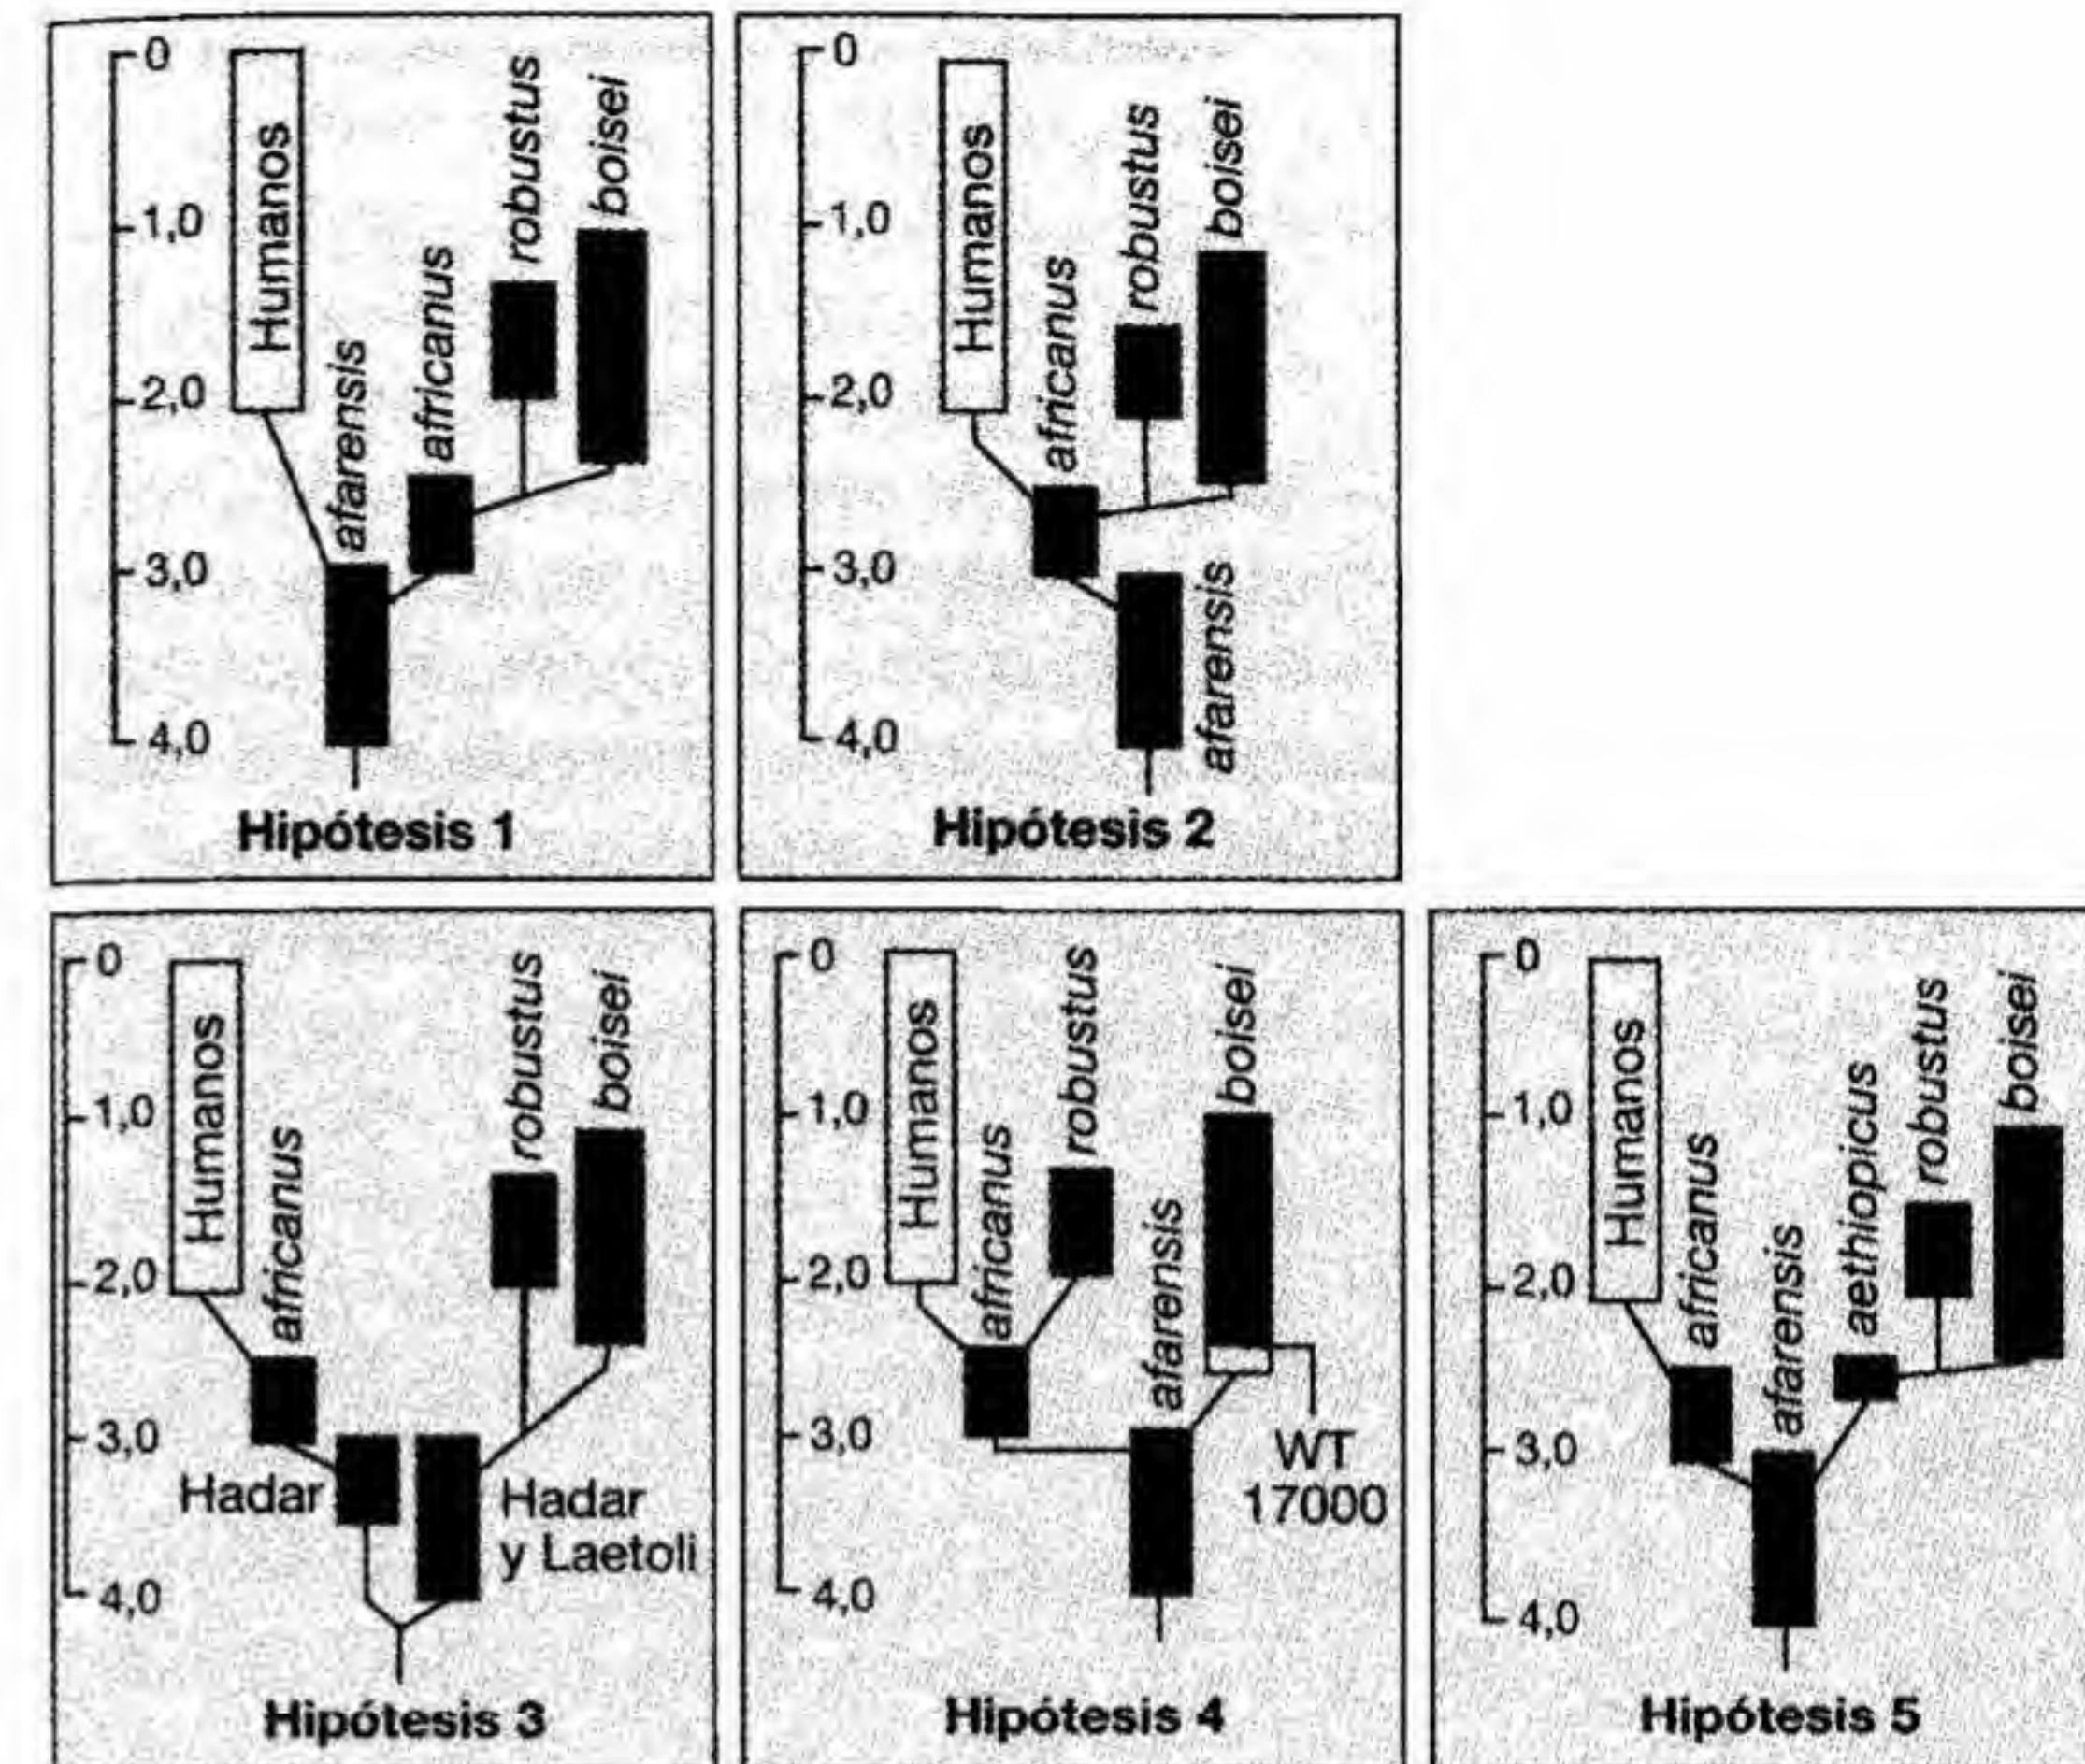 0
1,0
2,0
3,0
4,0
Humanos
afarensis
africanus
robustus
boisei
Hipótesis 1
0
1,0
2,0
3,0
4,0
Humanos
africanus
robustus
boisei
afarensis
Hipótesis 2
0
1,0
2,0
3,0
4,0
Humanos
africanus
robustus
boisei
Hadar
Hadar
y Laetoli
Hipótesis 3
0
1,0
2,0
3,0
4,0
Humanos
africanus
robustus
afarensis
boisei
WT
17000
Hipótesis 4
0
1,0
2,0
3,0
4,0
Humanos
africanus
afarensis
aethiopicus
robustus
boisei
Hipótesis 5